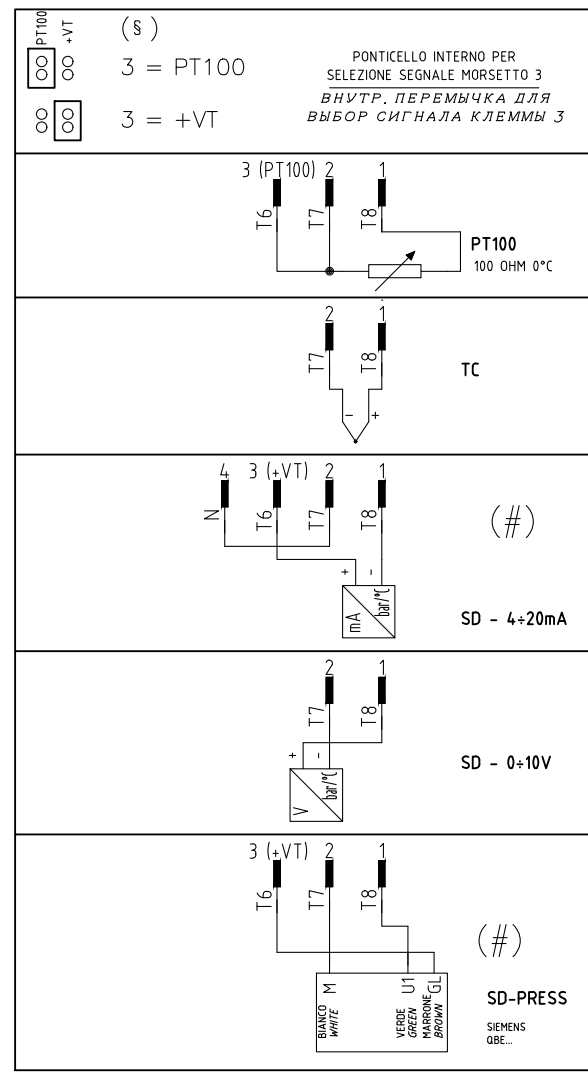 PT100
+VT
(§)
3 = PT100
3 = +VT
PONTICELLO INTERNO PER
SELEZIONE SEGNALE MORSETTO 3
ВНУТР. ПЕРЕМЫЧКА ДЛЯ
ВЫБОР СИГНАЛА КЛЕММЫ 3
3 (PT100) 2 1
T6 T7 T8
PT100
100 OHM 0°C
2 1
T7 T8
- +
TC
4 3 (+VT) 2 1
N T6 T7 T8
(#)
+ -
mA bar/°C
SD - 4÷20mA
2 1
T7 T8
+ -
V bar/°C
SD - 0÷10V
3 (+VT) 2 1
T6 T7 T8
(#)
M U1 GL
BIANCO
WHITE
VERDE
GREEN
MARRONE
BROWN
SD-PRESS
SIEMENS
QBE...